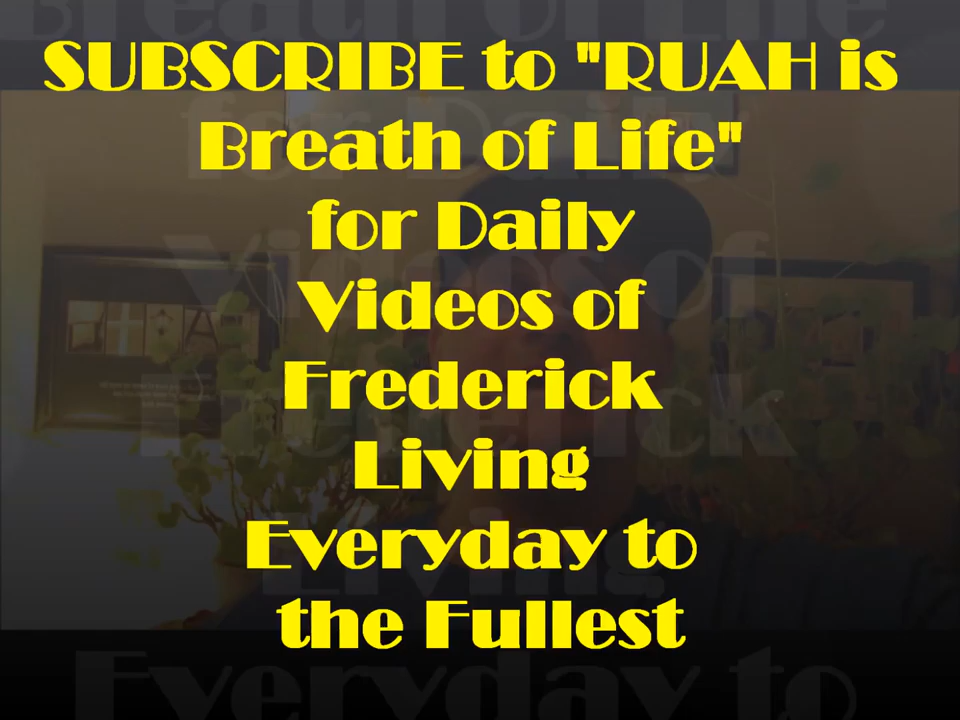 SUBSCRIBE to "RUAH is
Breath of Life"
for Daily
Videos of
Frederick
Living
Everyday to
the Fullest